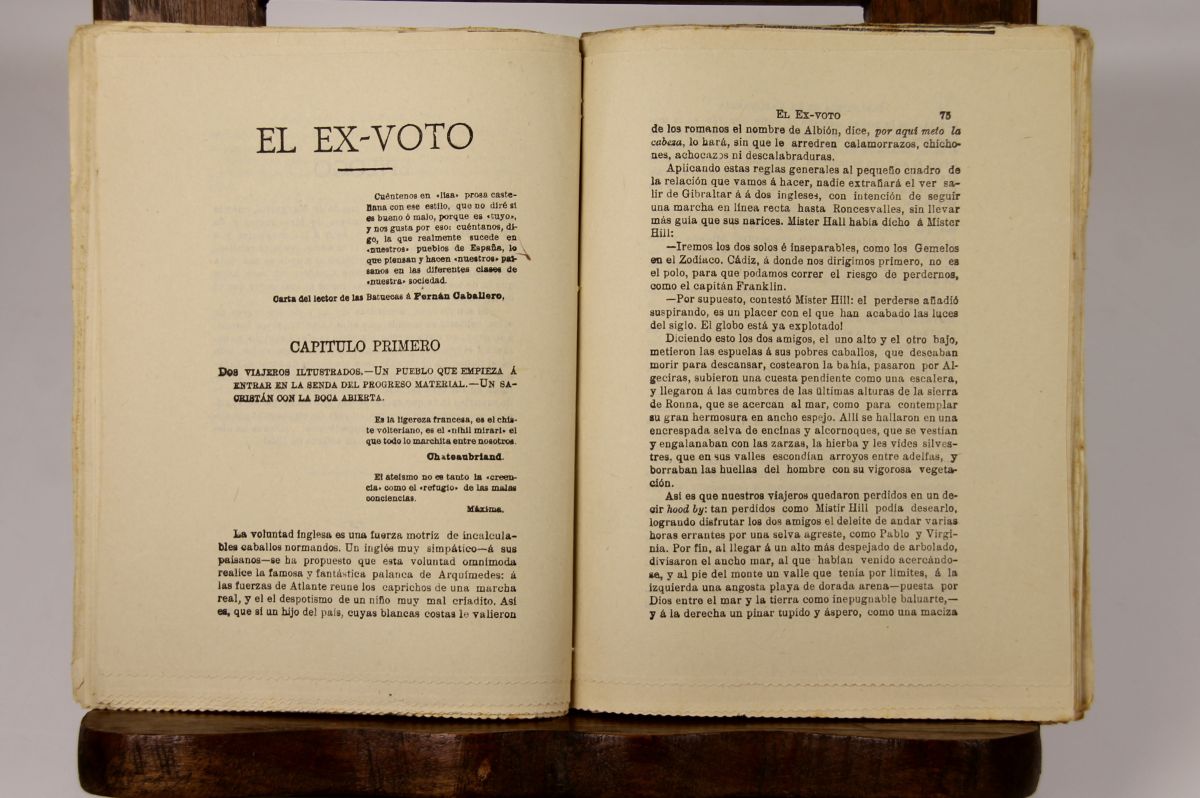 EL EX-VOTO
Cuéntenos en «lisa» prosa caste-
llana con ese estilo, que no diré si
es bueno ó malo, porque es «tuyo»,
y nos gusta por eso: cuéntanos, di-
go, la que realmente sucede en
«nuestros» pueblos de España, lo
que piensan y hacen «nuestros» pai-
sanos en las diferentes clases de
«nuestra» sociedad.
Carta del lector de las Batuecas á Fernán Caballero,
CAPITULO PRIMERO
DOS VIAJEROS ILTUSTRADOS.—UN PUEBLO QUE EMPIEZA Á
ENTRAR EN LA SENDA DEL PROGRESO MATERIAL.—UN SA-
CRISTÁN CON LA BOCA ABIERTA.
Es la ligereza francesa, es el chis-
te volteriano, es el «nihil mirari» el
que todo lo marchita entre nosotros.
Chateaubriand.
El ateísmo no es tanto la «creen-
cia» como el «refugio» de las malas
conciencias.
Máxima.
La voluntad inglesa es una fuerza motriz de incalcula-
bles caballos normandos. Un inglés muy simpático—á sus
paisanos—se ha propuesto que esta voluntad omnímoda
realice la famosa y fantástica palanca de Arquímedes: á
las fuerzas de Atlante reune los caprichos de una marcha
real, y el el despotismo de un niño muy mal criadito. Así
es, que si un hijo del país, cuyas blancas costas le valieron
EL EX-VOTO 75
de los romanos el nombre de Albión, dice, por aquí meto la
cabeza, lo hará, sin que le arredren calamorrazos, chicho-
nes, achocazos ni descalabraduras.
Aplicando estas reglas generales al pequeño cuadro de
la relación que vamos á hacer, nadie extrañará el ver sa-
lir de Gibraltar á á dos ingleses, con intención de seguir
una marcha en línea recta hasta Roncesvalles, sin llevar
más guía que sus narices. Mister Hall había dicho á Mister
Hill:
—Iremos los dos solos é inseparables, como los Gemelos
en el Zodíaco. Cádiz, á donde nos dirigimos primero, no es
el polo, para que podamos correr el riesgo de perdernos,
como el capitán Franklin.
—Por supuesto, contestó Mister Hill: el perderse añadió
suspirando, es un placer con el que han acabado las luces
del siglo. El globo está ya explotado!
Diciendo esto los dos amigos, el uno alto y el otro bajo,
metieron las espuelas á sus pobres caballos, que descaban
morir para descansar, costearon la bahía, pasaron por Al-
geciras, subieron una cuesta pendiente como una escalera,
y llegaron á las cumbres de las últimas alturas de la sierra
de Ronna, que se acercan al mar, como para contemplar
su gran hermosura en ancho espejo. Allí se hallaron en una
encrespada selva de encinas y alcornoques, que se vestían
y engalanaban con las zarzas, la hierba y les vides silves-
tres, que en sus valles escondían arroyos entre adelfas, y
borraban las huellas del hombre con su vigorosa vegeta-
ción.
Así es que nuestros viajeros quedaron perdidos en un de-
cir hood by: tan perdidos como Mistir Hill podía desearlo,
logrando disfrutar los dos amigos el deleite de andar varias
horas errantes por una selva agreste, como Pablo y Virgi-
nia. Por fin, al llegar á un alto más despejado de arbolado,
divisaron el ancho mar, al que habían venido acercándo-
se, y al pie del monte un valle que tenía por límites, á la
izquierda una angosta playa de dorada arena—puesta por
Dios entre el mar y la tierra como inepugnable baluarte,—
y á la derecha un pinar tupido y áspero, como una maciza